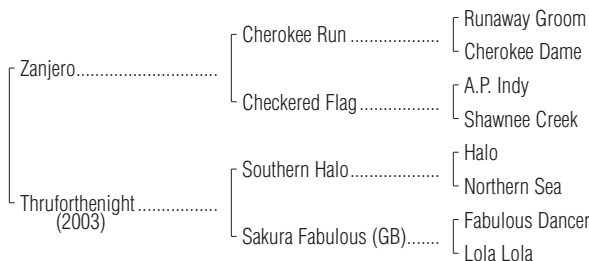 Runaway Groom
Cherokee Run ..................
Cherokee Dame
Zanjero.............................
A.P. Indy
Checkered Flag................
Shawnee Creek
Halo
Southern Halo..................
Northern Sea
Thruforthenight................
(2003)
Fabulous Dancer
Sakura Fabulous (GB).......
Lola Lola